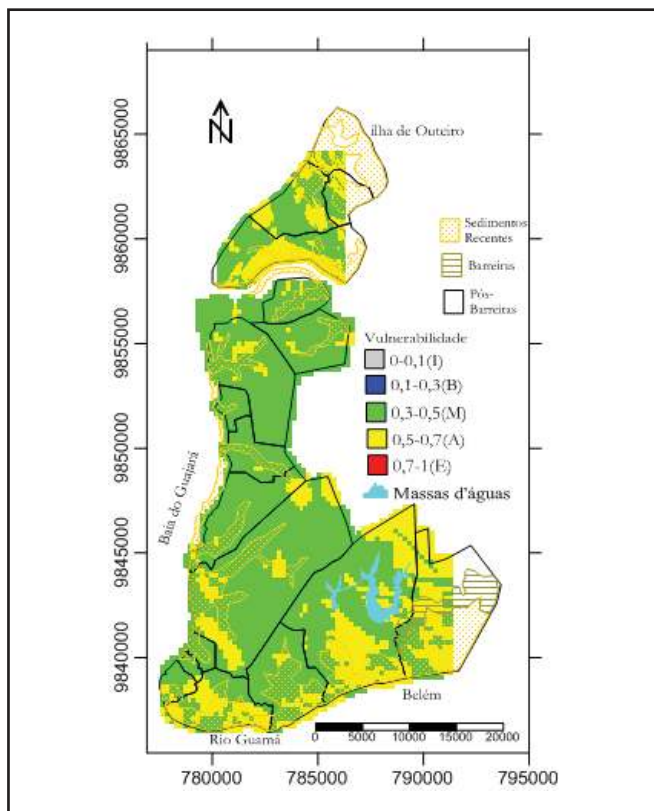 9865000
N
ilha de Outeiro
9860000
Sedimentos
Recentes
Barreiras
Pós-
Barreitas
9855000
Vulnerabilidade
0-0,1(I)
0,1-0,3(B)
0,3-0,5(M)
0,5-0,7(A)
0,7-1(E)
Massas d'águas
9850000
Baia do Guajará
9845000
9840000
Belém
Rio Guamá
0 5000 10000 15000 20000
780000 785000 790000 795000